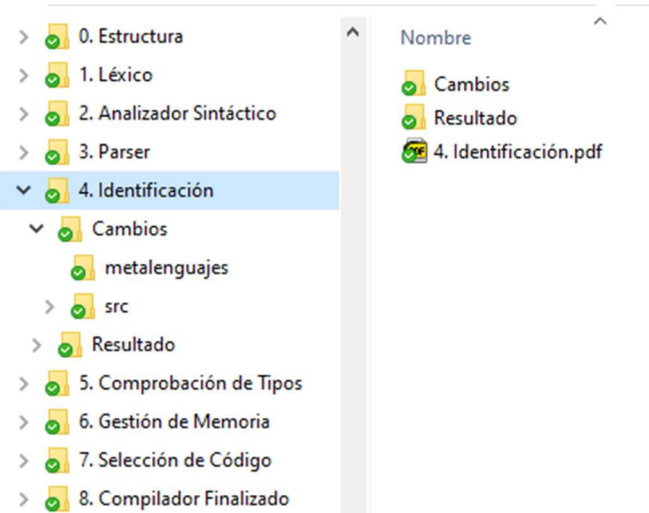 0. Estructura
1. Léxico
2. Analizador Sintáctico
3. Parser
4. Identificación
Cambios
metalenguajes
src
Resultado
5. Comprobación de Tipos
6. Gestión de Memoria
7. Selección de Código
8. Compilador Finalizado
Nombre
Cambios
Resultado
4. Identificación.pdf